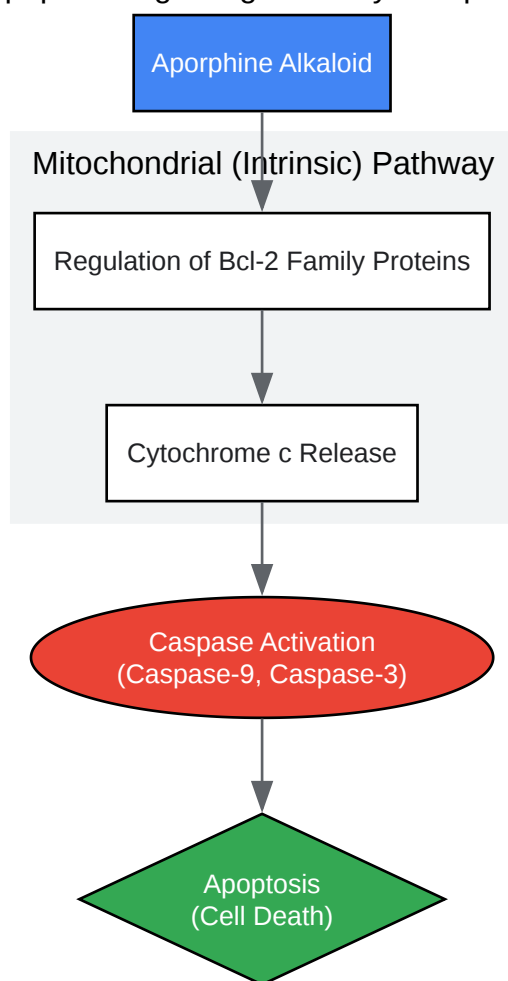 Aporphine Alkaloid
Mitochondrial (Intrinsic) Pathway
Regulation of Bcl-2 Family Proteins
Cytochrome c Release
Caspase Activation
(Caspase-9, Caspase-3)
Apoptosis
(Cell Death)